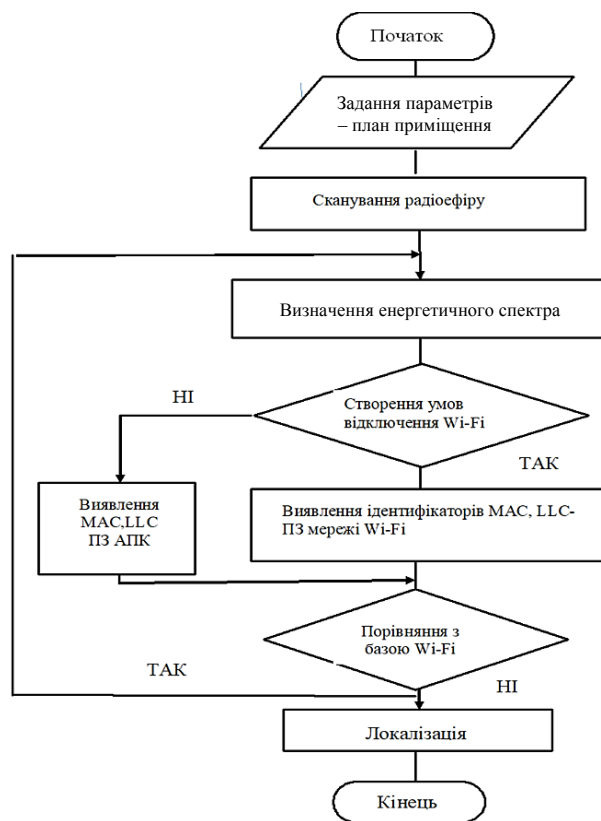 Початок
Задання параметрів
– план приміщення
Сканування радіоефіру
Визначення енергетичного спектра
НІ
Створення умов
відключення Wi-Fi
ТАК
Виявлення
MAC,LLC
ПЗ АПК
Виявлення ідентифікаторів MAC, LLC-
ПЗ мережі Wi-Fi
Порівняння з
базою Wi-Fi
ТАК
НІ
Локалізація
Кінець